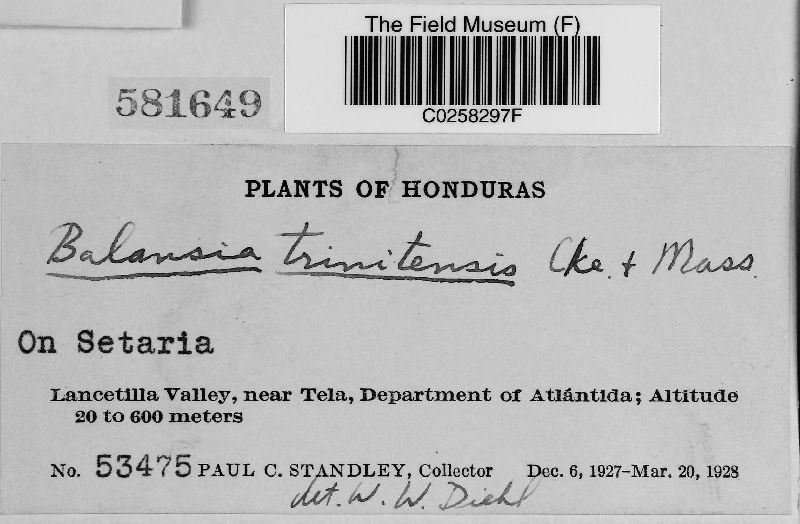 The Field Museum (F)
C0258297F
581649
PLANTS OF HONDURAS
Balansia trinitensis Cke. & Mass.
On Setaria
Lancetilla Valley, near Tela, Department of Atlántida; Altitude
20 to 600 meters
No. 53475 PAUL C. STANDLEY, Collector Dec. 6, 1927–Mar. 20, 1928
det. W. W. Diehl